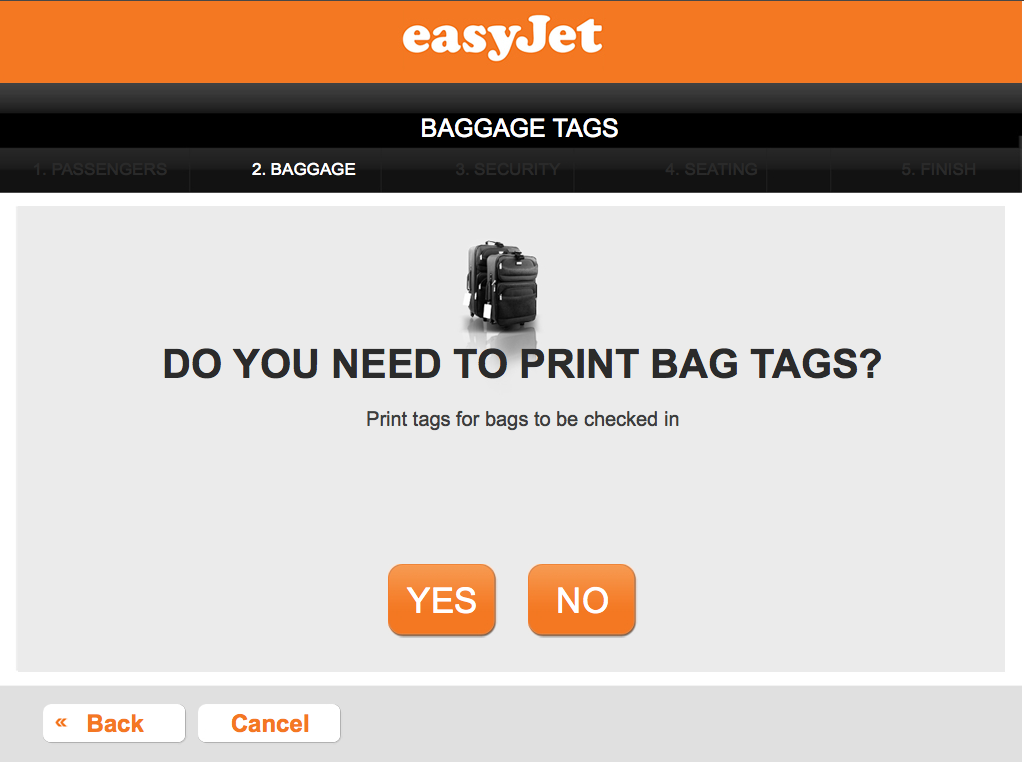 easyJet
BAGGAGE TAGS
1. PASSENGERS 2. BAGGAGE 3. SECURITY 4. SEATING 5. FINISH
DO YOU NEED TO PRINT BAG TAGS?
Print tags for bags to be checked in
YES NO
« Back Cancel